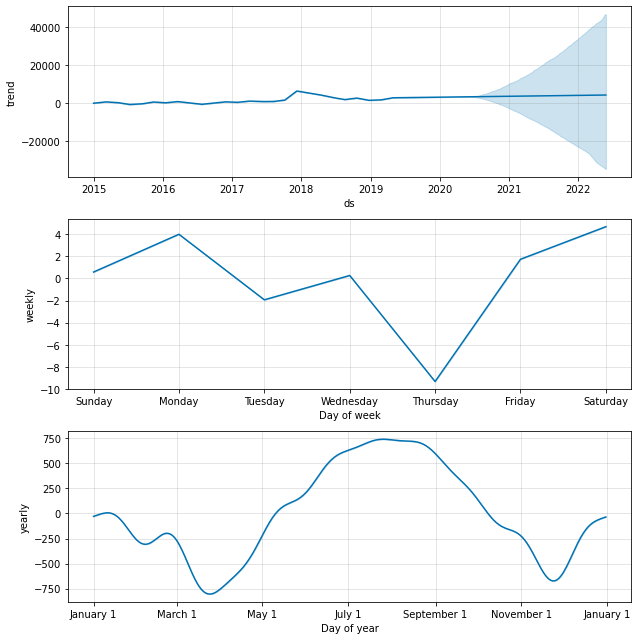 40000
20000
0
−20000
trend
2015 2016 2017 2018 2019 2020 2021 2022
ds
4
2
0
−2
−4
−6
−8
−10
weekly
Sunday Monday Tuesday Wednesday Thursday Friday Saturday
Day of week
750
500
250
0
−250
−500
−750
yearly
January 1 March 1 May 1 July 1 September 1 November 1 January 1
Day of year